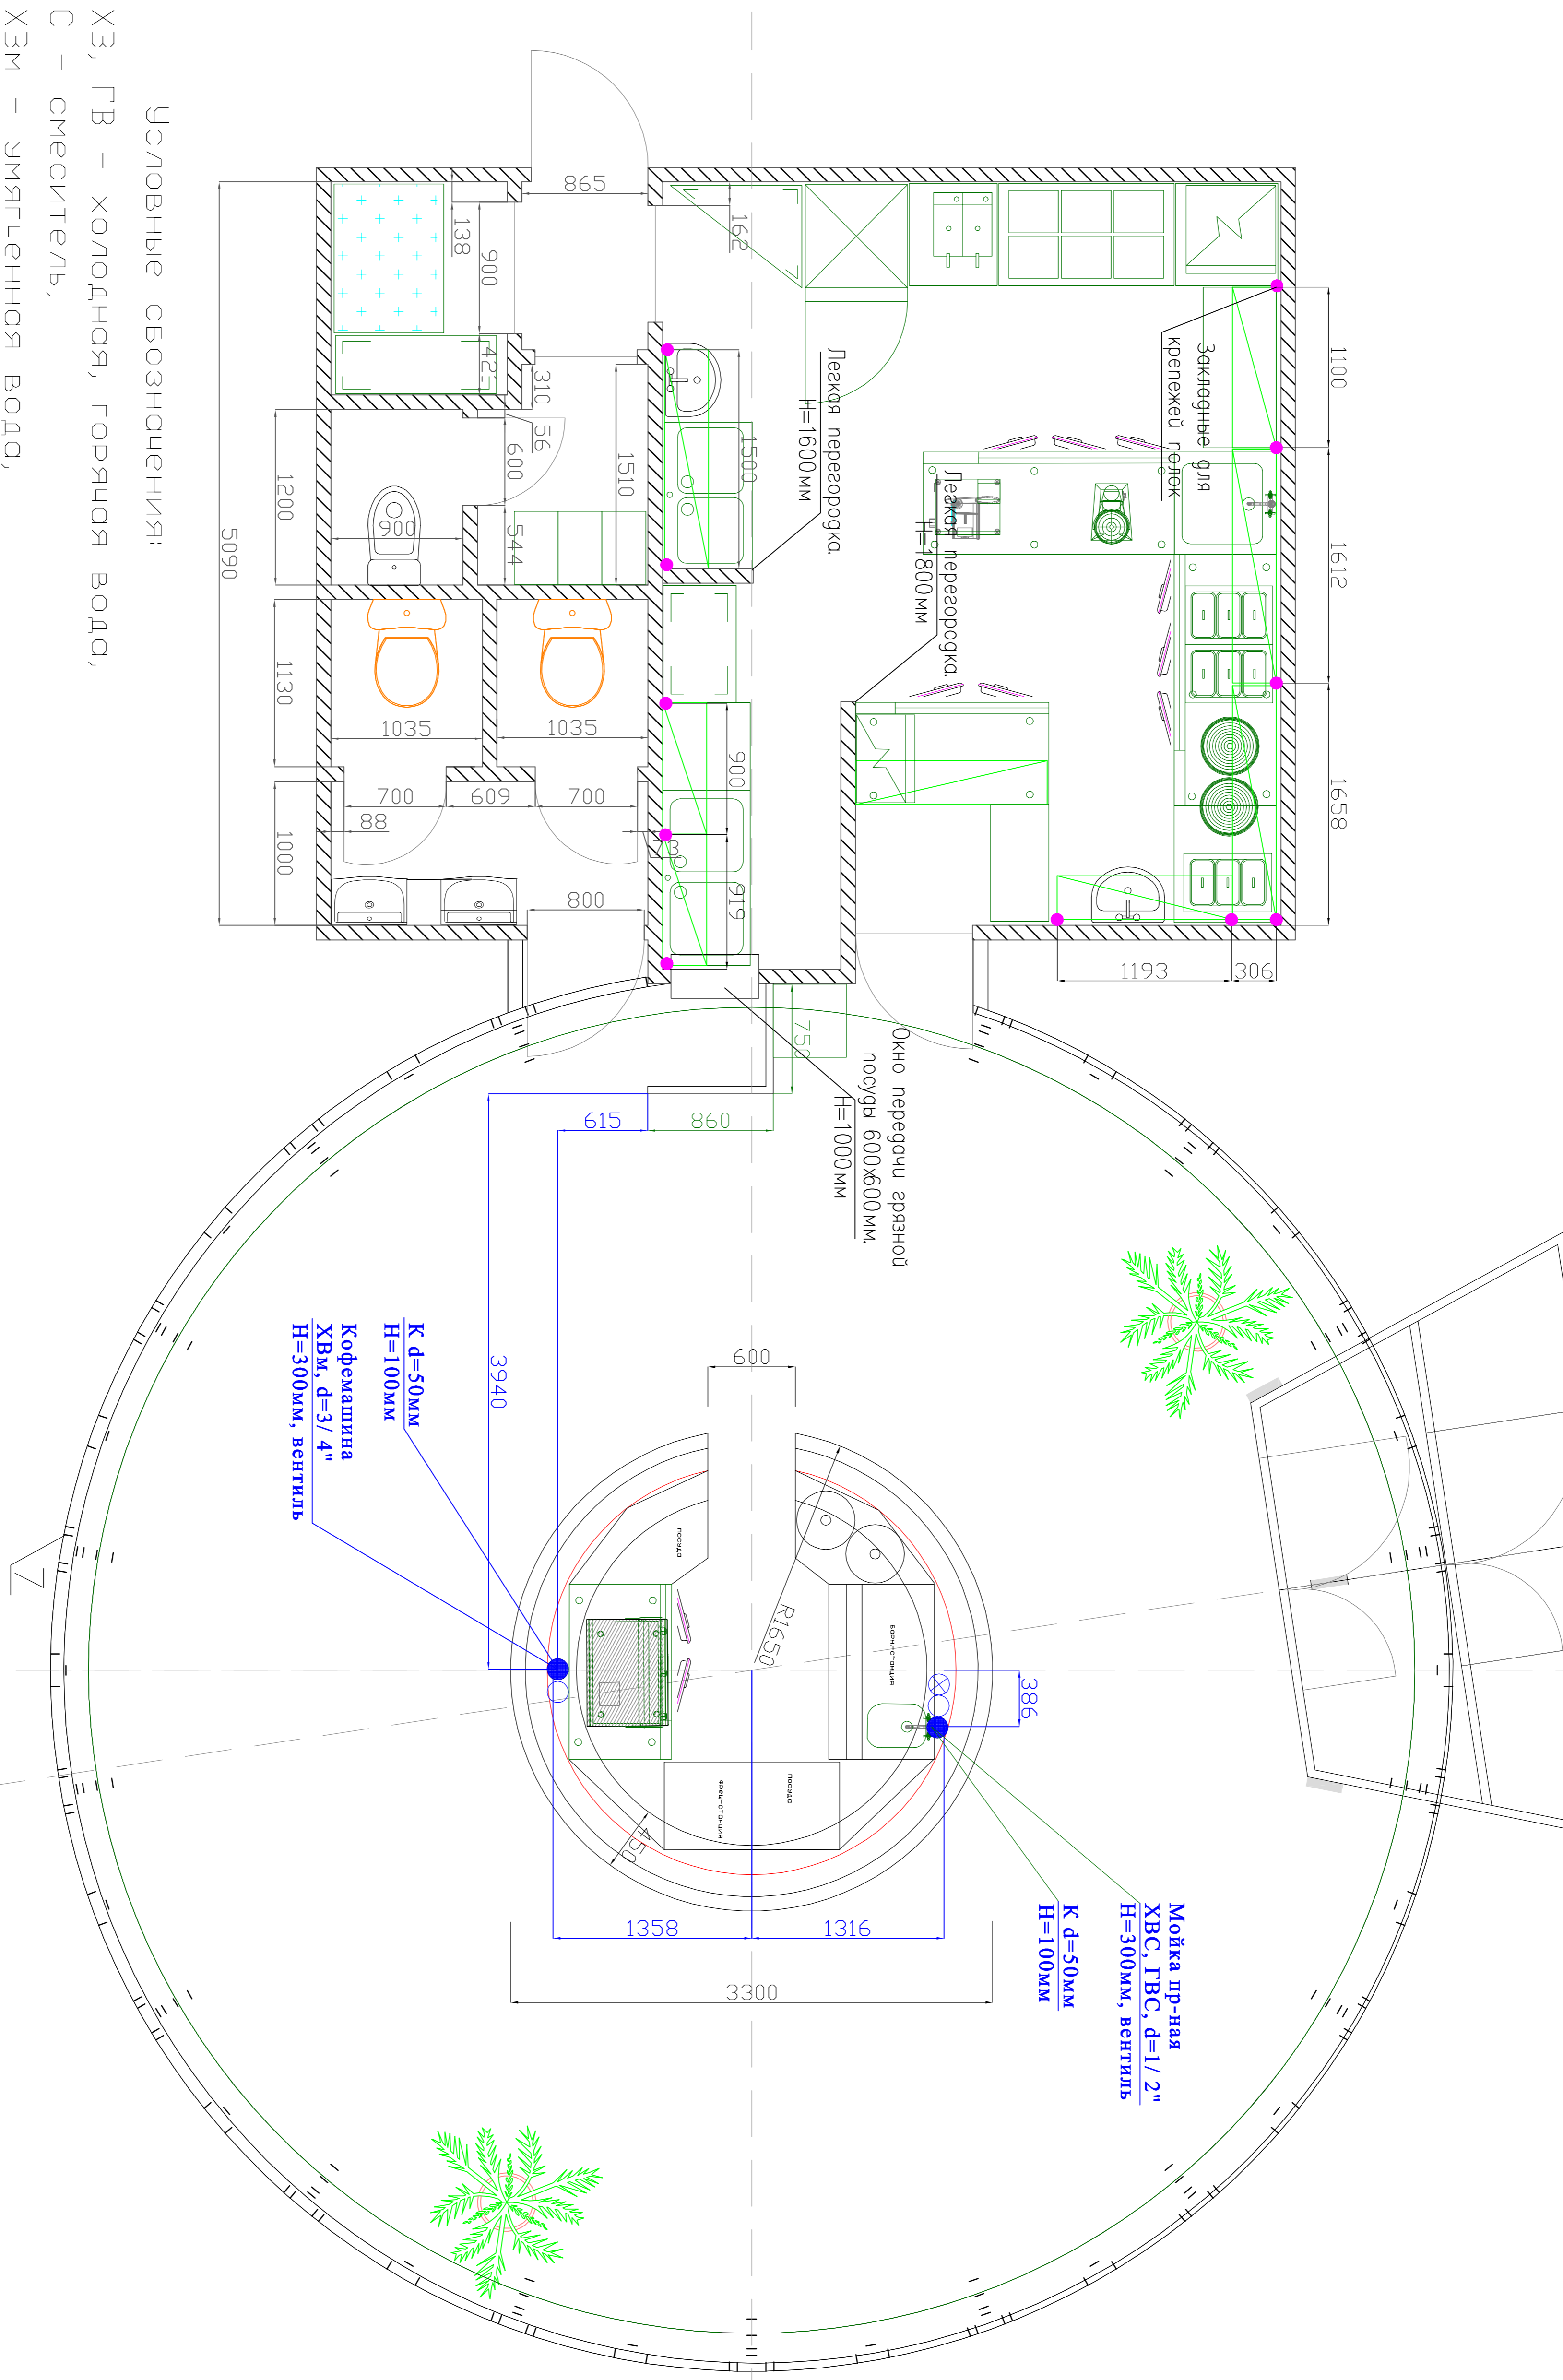 Условные обозначения:
ХВ, ГВ - холодная, горячая вода,
С - смеситель,
ХВм - умягченная вода,
865
162
138
900
421
310
56
600
544
1510
1500
1200
900
5090
1130
1035
1035
700
609
700
88
1000
800
900
919
1100
1612
1658
1193
306
Закладные для
крепежей полок
Легкая перегородка.
Н=1600мм
Легкая перегородка.
Н=1800мм
Окно передачи грязной
посуды 600х600мм.
Н=1000мм
750
615
860
3940
600
К d=50мм
Н=100мм
Кофемашина
ХВм, d=3/4"
Н=300мм, вентиль
посуда
R1650
барн.-станция
386
посуда
фреш-станция
450
1358
1316
3300
К d=50мм
Н=100мм
Мойка пр-ная
ХВС, ГВС, d=1/2"
Н=300мм, вентиль
7